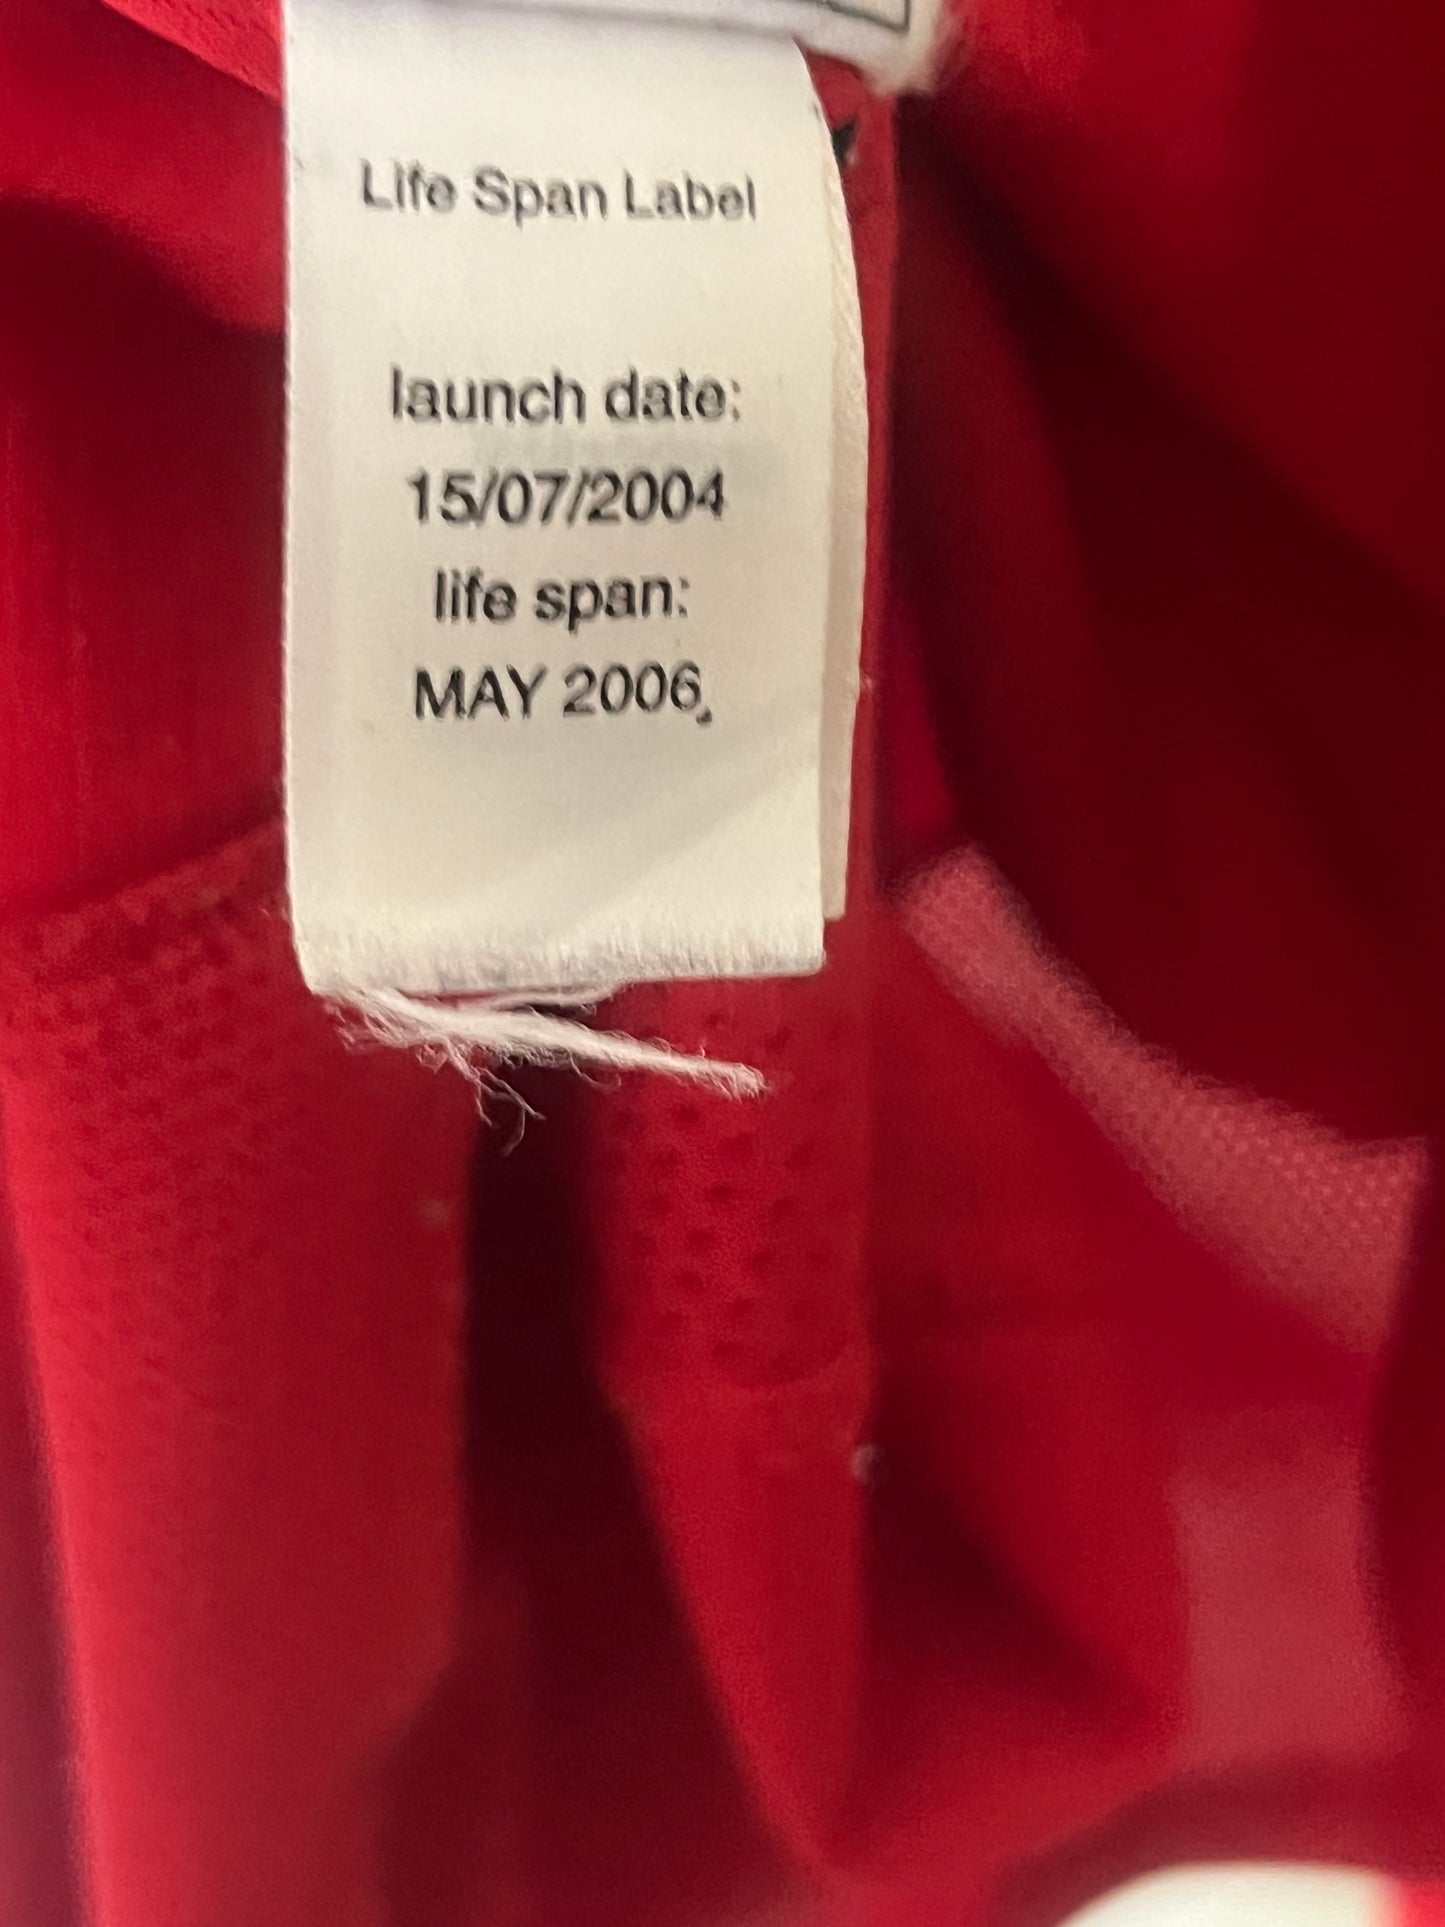 Life Span Label
launch date:
15/07/2004
life span:
MAY 2006